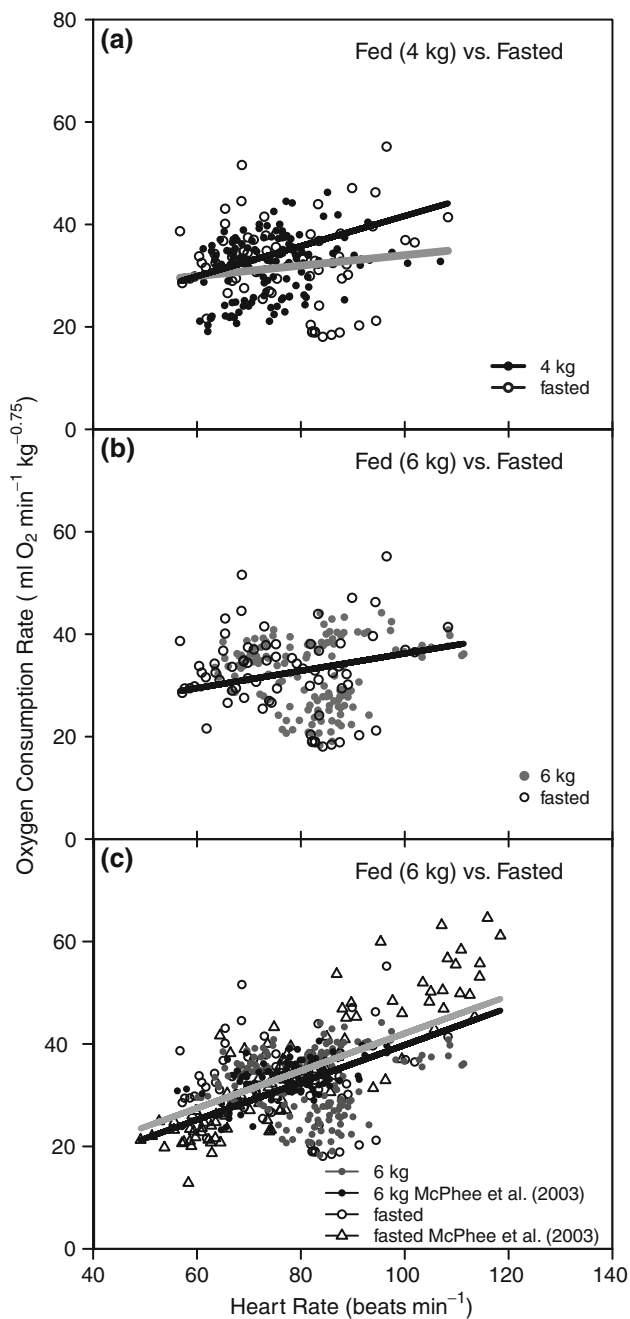 80
(a)
Fed (4 kg) vs. Fasted
60
40
20
4 kg
fasted
0
(b)
Fed (6 kg) vs. Fasted
60
40
20
6 kg
fasted
0
(c)
Fed (6 kg) vs. Fasted
60
40
20
6 kg
6 kg McPhee et al. (2003)
fasted
fasted McPhee et al. (2003)
0
40 60 80 100 120 140
Heart Rate (beats min⁻¹)
Oxygen Consumption Rate ( ml O₂ min⁻¹ kg⁻⁰·⁷⁵)